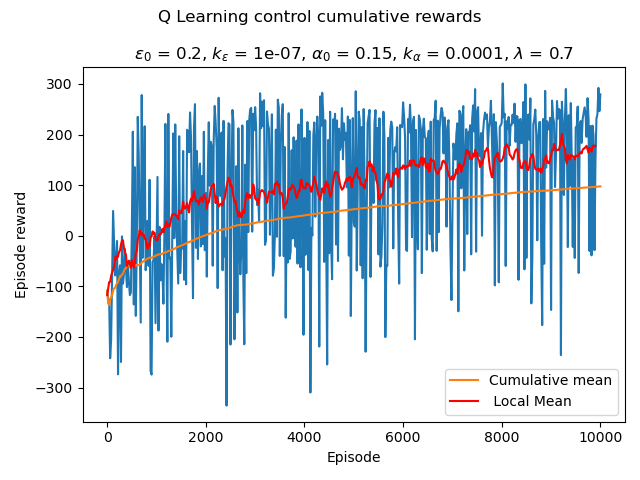 Q Learning control cumulative rewards
ε₀ = 0.2, kε = 1e-07, α₀ = 0.15, kα = 0.0001, λ = 0.7
Episode reward
300
200
100
0
−100
−200
−300
0 2000 4000 6000 8000 10000
Episode
Cumulative mean
Local Mean